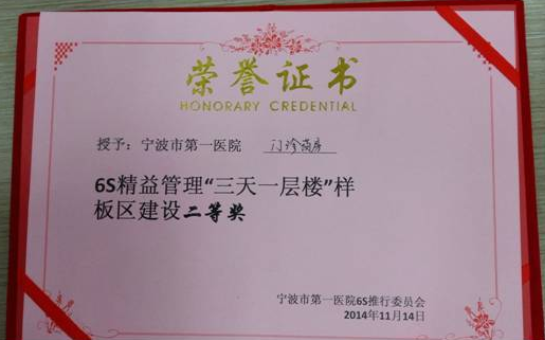 荣誉证书
HONORARY CREDENTIAL
授予：宁波市第一医院 门诊药房
6S精益管理“三天一层楼”样
板区建设二等奖
宁波市第一医院6S推行委员会
2014年11月14日